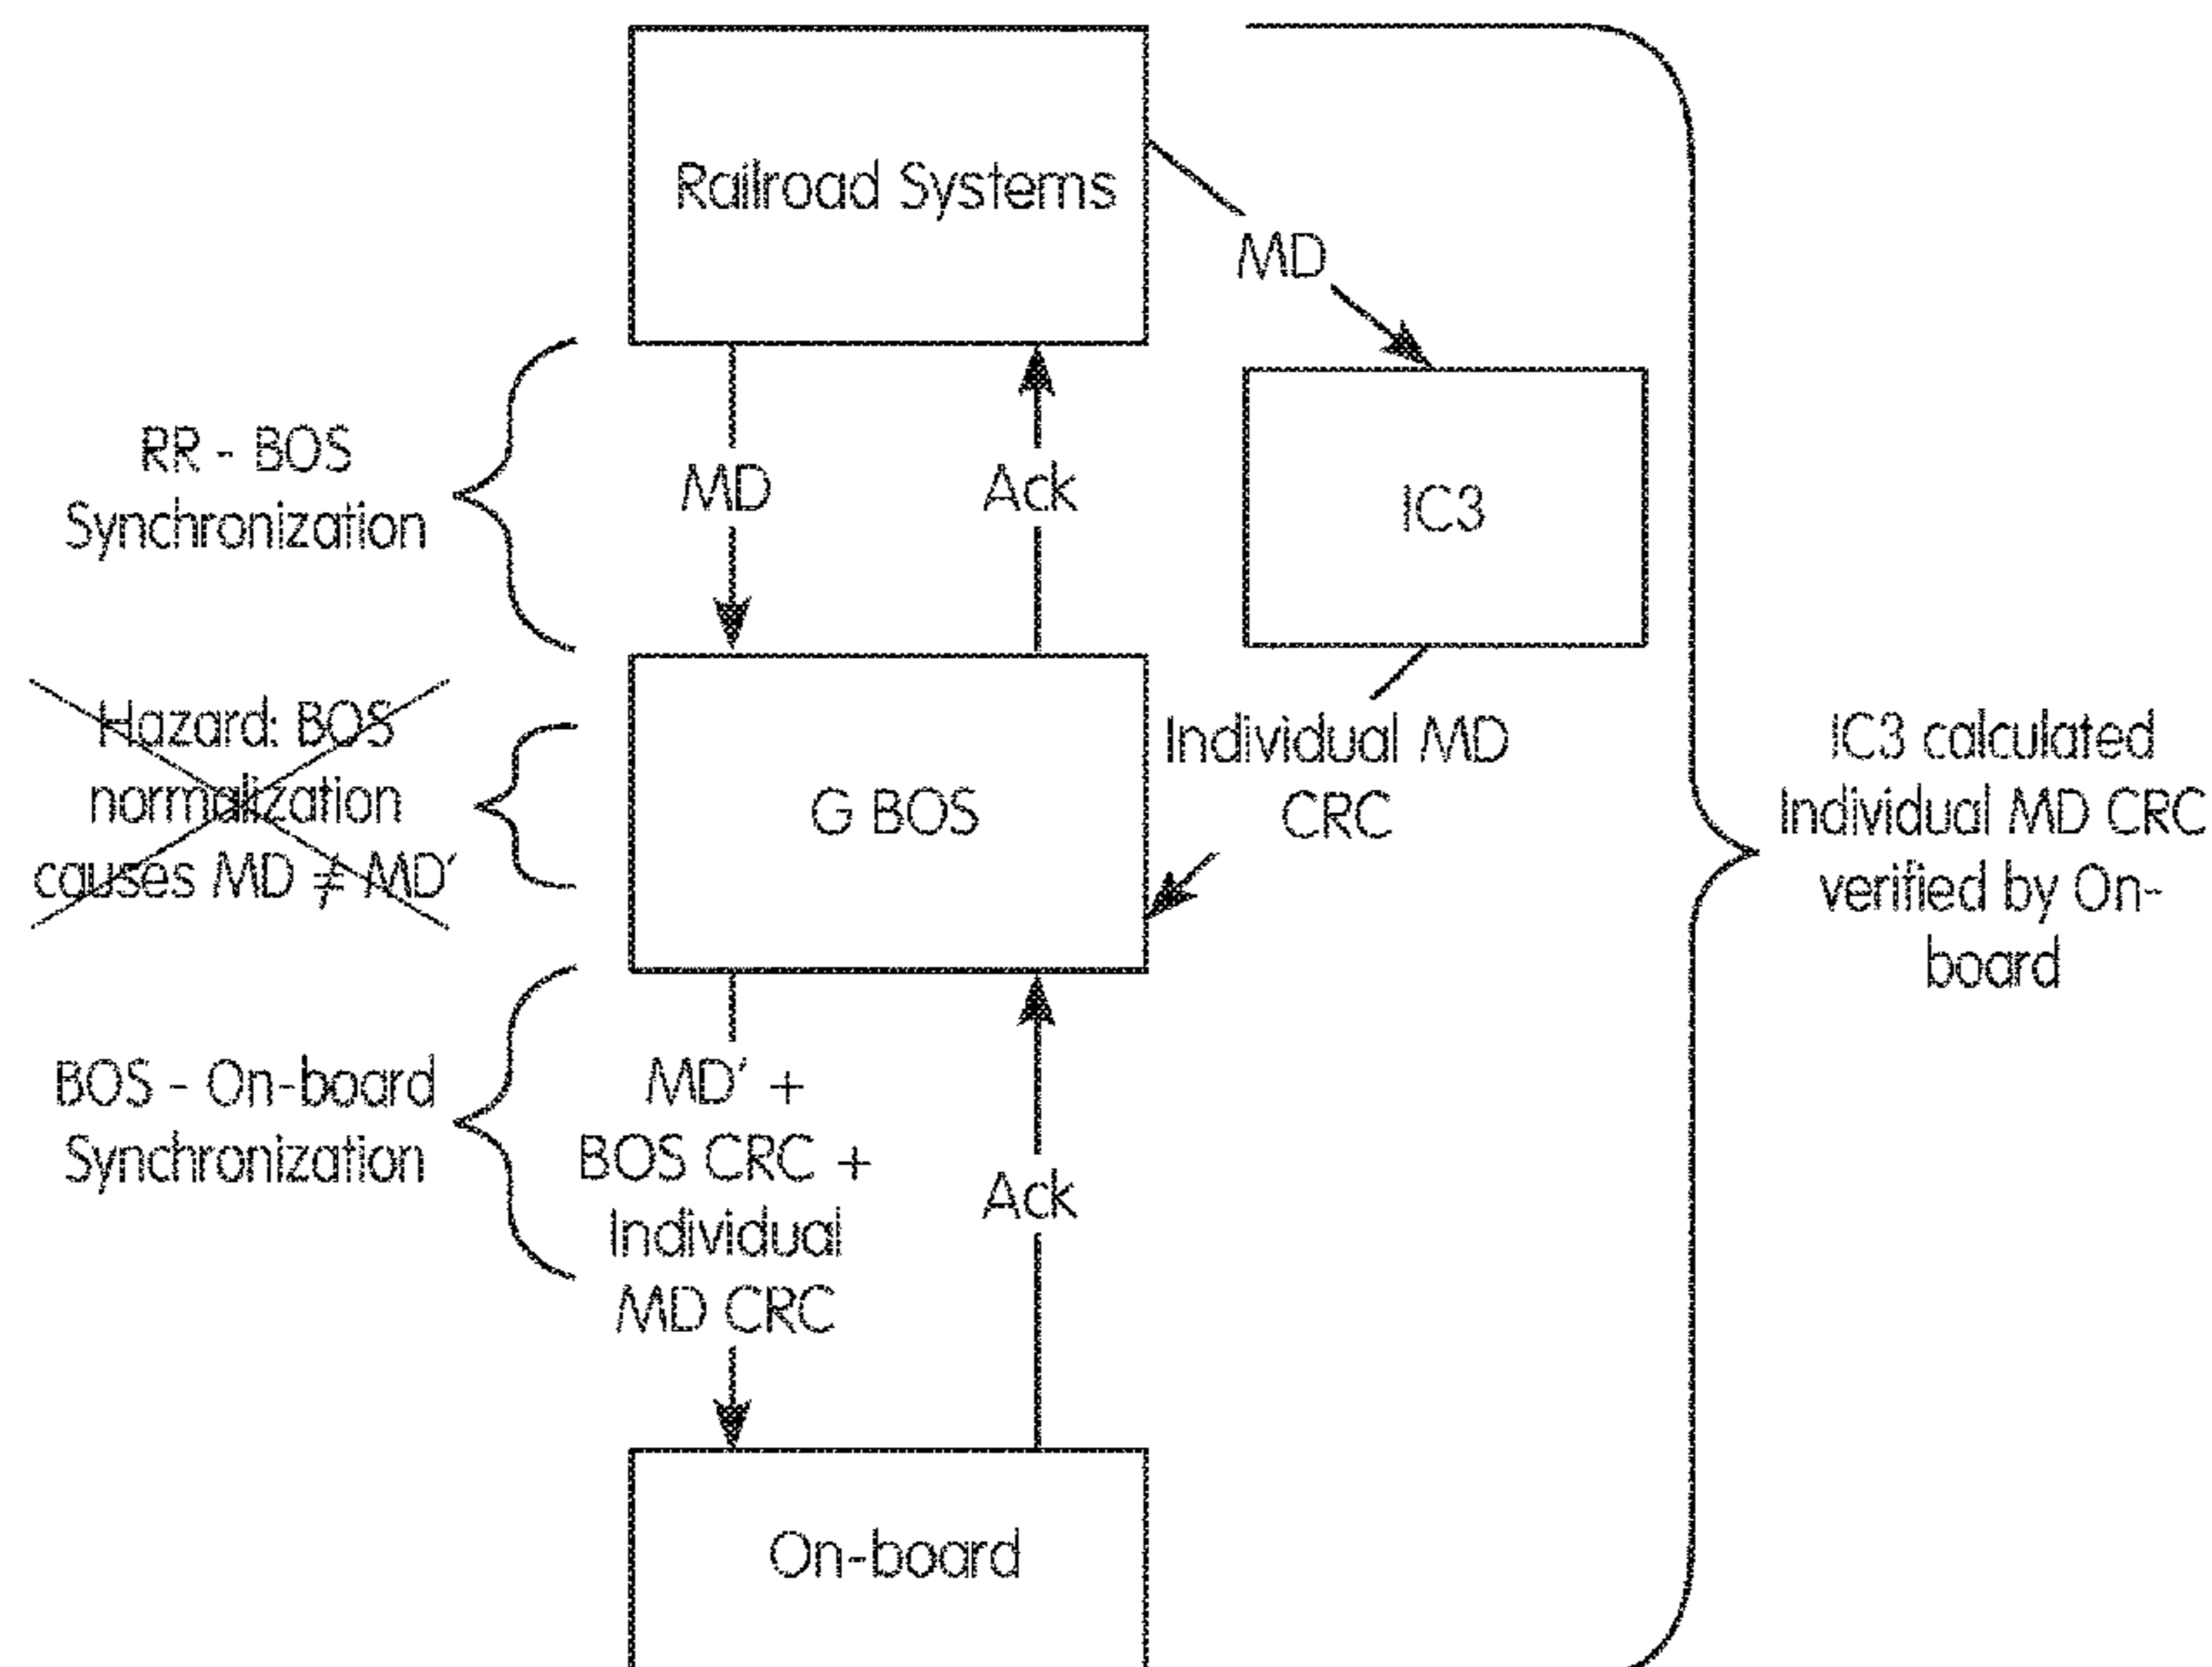 Railroad Systems
MD
RR - BOS
Synchronization
MD
Ack
IC3
Hazard: BOS
normalization
causes MD ≠ MD'
G BOS
Individual MD
CRC
IC3 calculated
Individual MD CRC
verified by On-
board
BOS - On-board
Synchronization
MD' +
BOS CRC +
Individual
MD CRC
Ack
On-board